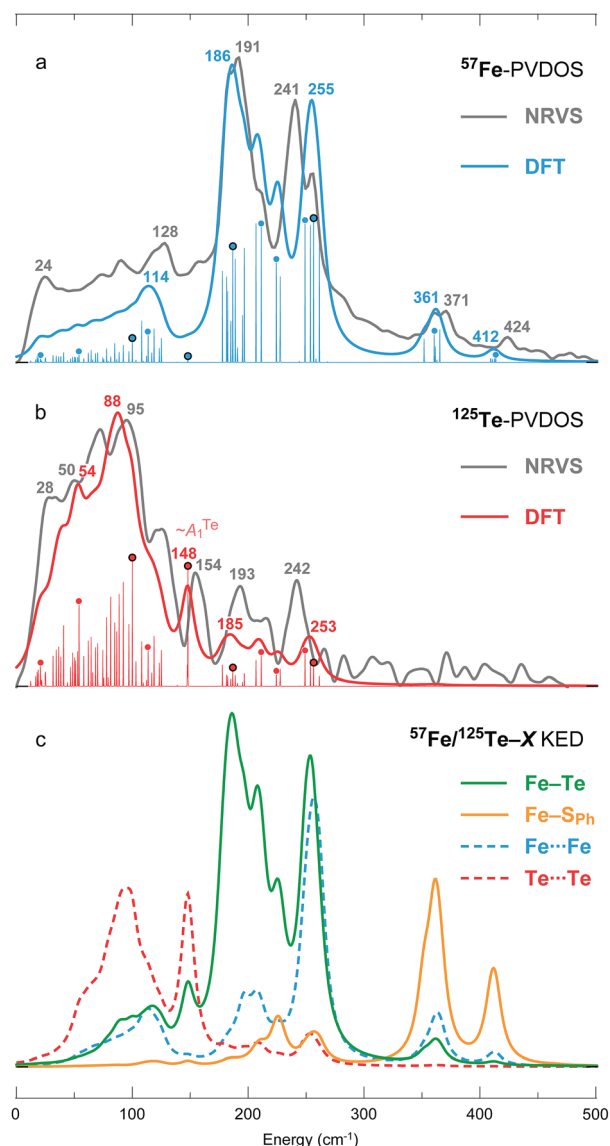 a
⁵⁷Fe-PVDOS
NRVS
DFT
24
128
114
186
191
241
255
361
371
412
424
b
¹²⁵Te-PVDOS
NRVS
DFT
28
50
54
88
95
~A₁ᵀᵉ
148
154
185
193
242
253
c
⁵⁷Fe/¹²⁵Te–X KED
Fe–Te
Fe–S_Ph
Fe···Fe
Te···Te
0 100 200 300 400 500
Energy (cm⁻¹)